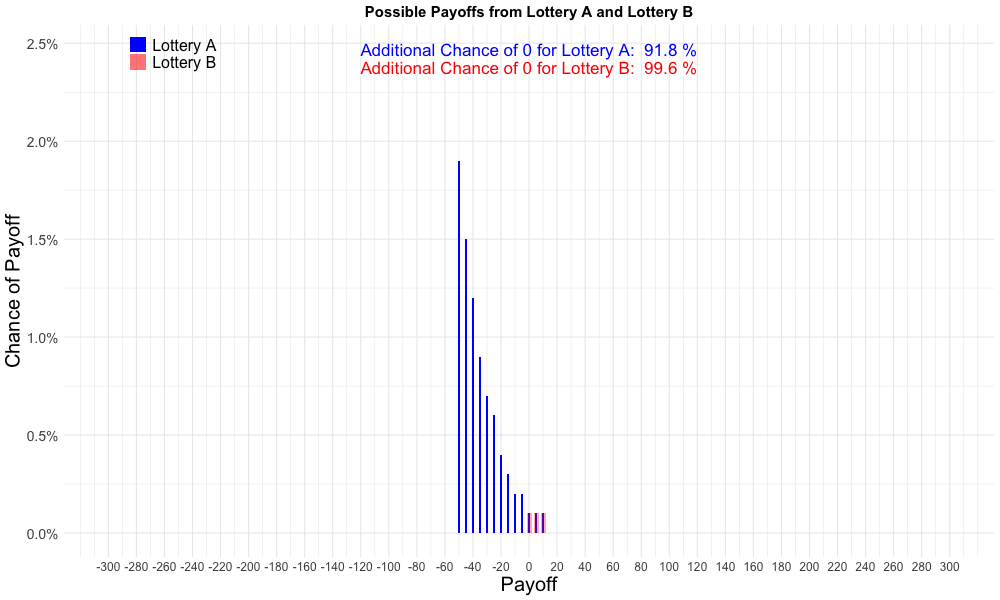 Possible Payoffs from Lottery A and Lottery B
Lottery A
Lottery B
Additional Chance of 0 for Lottery A: 91.8 %
Additional Chance of 0 for Lottery B: 99.6 %
2.5%
2.0%
1.5%
1.0%
0.5%
0.0%
Chance of Payoff
-300 -280 -260 -240 -220 -200 -180 -160 -140 -120 -100 -80 -60 -40 -20 0 20 40 60 80 100 120 140 160 180 200 220 240 260 280 300
Payoff